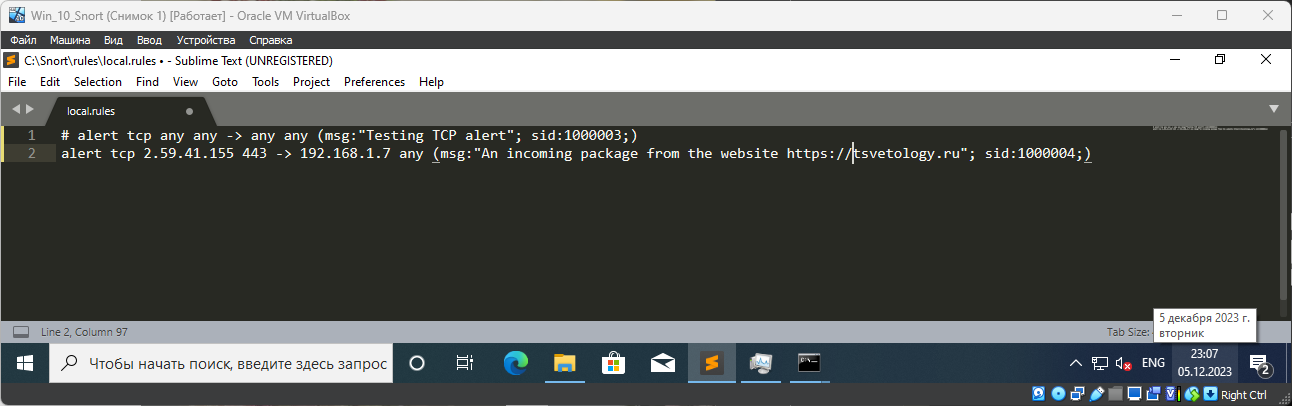 Win_10_Snort (Снимок 1) [Работает] - Oracle VM VirtualBox
Файл Машина Вид Ввод Устройства Справка
C:\Snort\rules\local.rules • - Sublime Text (UNREGISTERED)
File Edit Selection Find View Goto Tools Project Preferences Help
local.rules
1 # alert tcp any any -> any any (msg:"Testing TCP alert"; sid:1000003;)
2 alert tcp 2.59.41.155 443 -> 192.168.1.7 any (msg:"An incoming package from the website https://tsvetology.ru"; sid:1000004;)
Line 2, Column 97
Tab Size:
5 декабря 2023 г.
вторник
Чтобы начать поиск, введите здесь запрос
ENG
23:07
05.12.2023
2
Right Ctrl